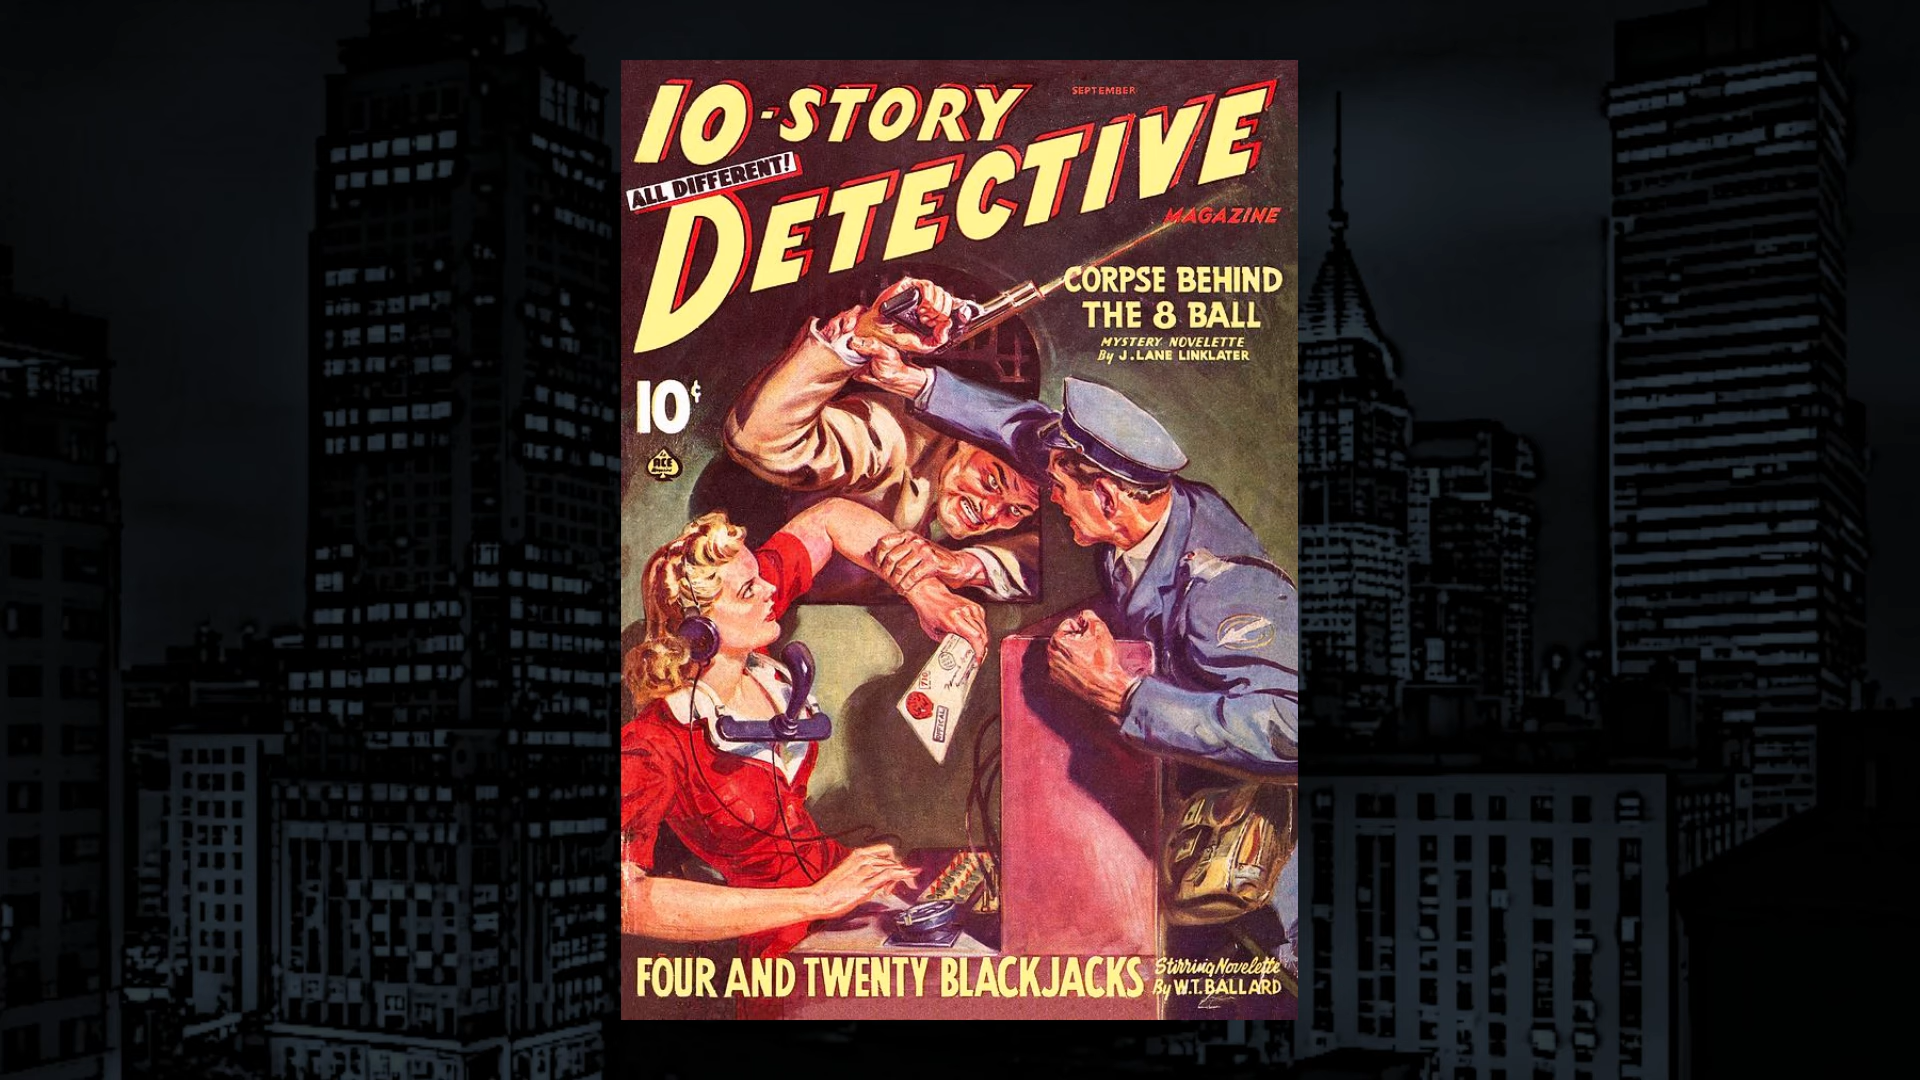 10-STORY
SEPTEMBER
ALL DIFFERENT!
DETECTIVE
MAGAZINE
CORPSE BEHIND
THE 8 BALL
MYSTERY NOVELETTE
By J. LANE LINKLATER
10¢
ACE
FOUR AND TWENTY BLACKJACKS
Stirring Novelette
By W.T. BALLARD